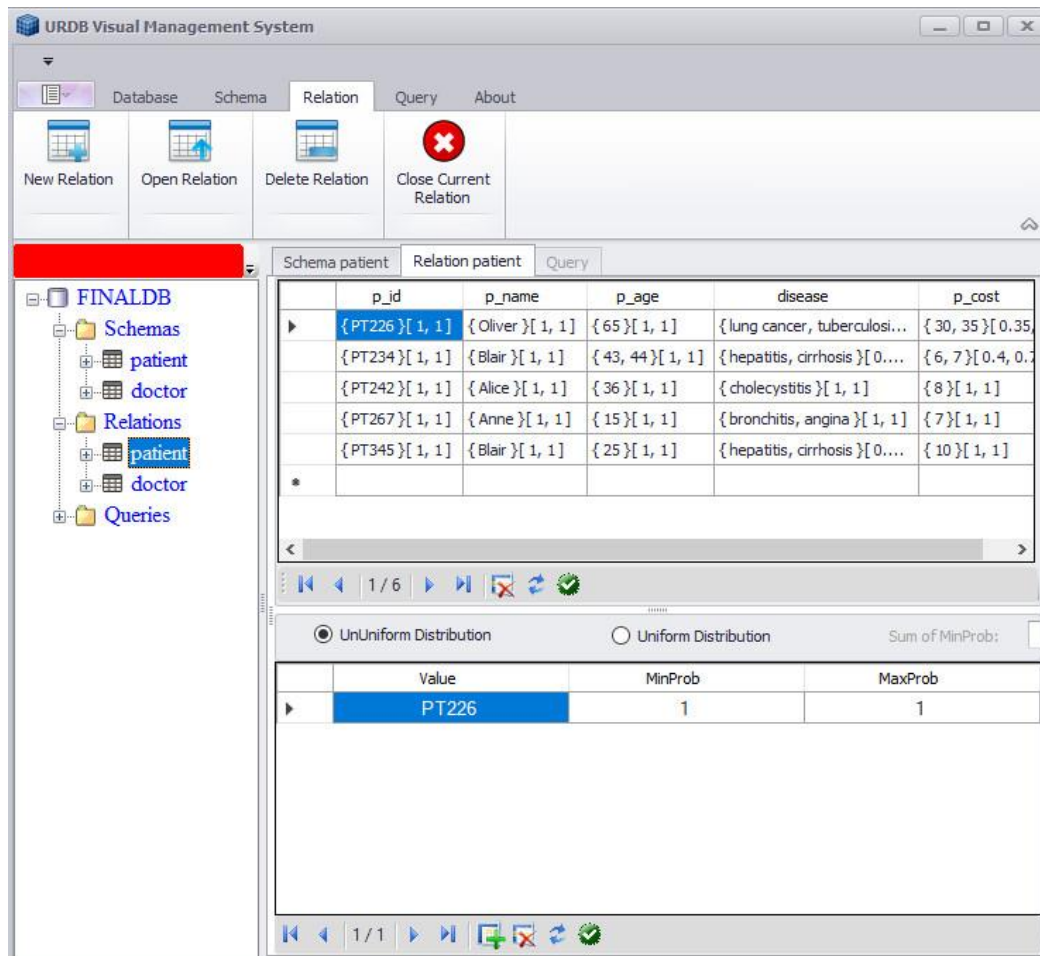 URDB Visual Management System
Database Schema Relation Query About
New Relation Open Relation Delete Relation Close Current Relation
Schema patient Relation patient Query
FINALDB
Schemas
patient
doctor
Relations
patient
doctor
Queries
p_id p_name p_age disease p_cost
{ PT226 }[ 1, 1] { Oliver }[ 1, 1] { 65 }[ 1, 1] { lung cancer, tuberculosi... { 30, 35 }[ 0.35,
{ PT234 }[ 1, 1] { Blair }[ 1, 1] { 43, 44 }[ 1, 1] { hepatitis, cirrhosis }[ 0.... { 6, 7 }[ 0.4, 0.7
{ PT242 }[ 1, 1] { Alice }[ 1, 1] { 36 }[ 1, 1] { cholecystitis }[ 1, 1] { 8 }[ 1, 1]
{ PT267 }[ 1, 1] { Anne }[ 1, 1] { 15 }[ 1, 1] { bronchitis, angina }[ 1, 1] { 7 }[ 1, 1]
{ PT345 }[ 1, 1] { Blair }[ 1, 1] { 25 }[ 1, 1] { hepatitis, cirrhosis }[ 0.... { 10 }[ 1, 1]
1 / 6
UnUniform Distribution Uniform Distribution Sum of MinProb:
Value MinProb MaxProb
PT226 1 1
1 / 1